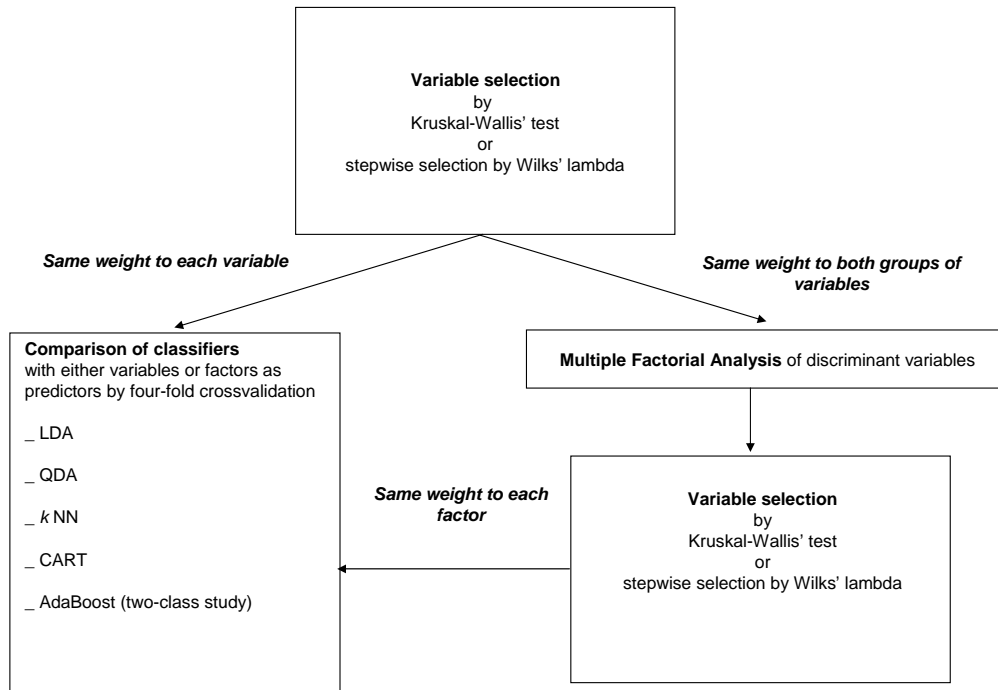 Variable selection
by
Kruskal-Wallis' test
or
stepwise selection by Wilks' lambda
Same weight to each variable
Same weight to both groups of
variables
Comparison of classifiers
with either variables or factors as
predictors by four-fold crossvalidation
_ LDA
_ QDA
_ k NN
_ CART
_ AdaBoost (two-class study)
Multiple Factorial Analysis of discriminant variables
Same weight to each
factor
Variable selection
by
Kruskal-Wallis' test
or
stepwise selection by Wilks' lambda